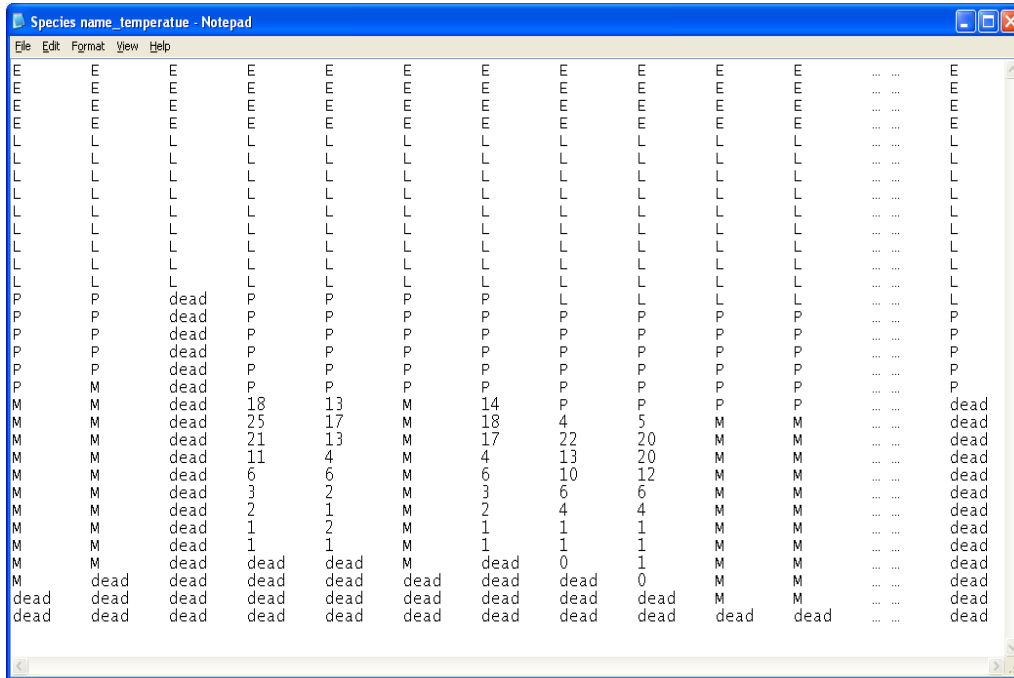 Species name_temperatue - Notepad
File Edit Format View Help
E E E E E E E E E E E ... ... E
E E E E E E E E E E E ... ... E
E E E E E E E E E E E ... ... E
E E E E E E E E E E E ... ... E
L L L L L L L L L L L ... ... L
L L L L L L L L L L L ... ... L
L L L L L L L L L L L ... ... L
L L L L L L L L L L L ... ... L
L L L L L L L L L L L ... ... L
L L L L L L L L L L L ... ... L
L L L L L L L L L L L ... ... L
L L L L L L L L L L L ... ... L
L L L L L L L L L L L ... ... L
P P dead P P P P L L L L ... ... L
P P dead P P P P P P P P ... ... P
P P dead P P P P P P P P ... ... P
P P dead P P P P P P P P ... ... P
P P dead P P P P P P P P ... ... P
P M dead P P P P P P P P ... ... P
M M dead 18 13 M 14 P P P P ... ... dead
M M dead 25 17 M 18 4 5 M M ... ... dead
M M dead 21 13 M 17 22 20 M M ... ... dead
M M dead 11 4 M 4 13 20 M M ... ... dead
M M dead 6 6 M 6 10 12 M M ... ... dead
M M dead 3 2 M 3 6 6 M M ... ... dead
M M dead 2 1 M 2 4 4 M M ... ... dead
M M dead 1 2 M 1 1 1 M M ... ... dead
M M dead 1 1 M 1 1 1 M M ... ... dead
M M dead dead dead M dead 0 1 M M ... ... dead
M dead dead dead dead dead dead dead 0 M M ... ... dead
dead dead dead dead dead dead dead dead dead M M ... ... dead
dead dead dead dead dead dead dead dead dead dead dead ... ... dead